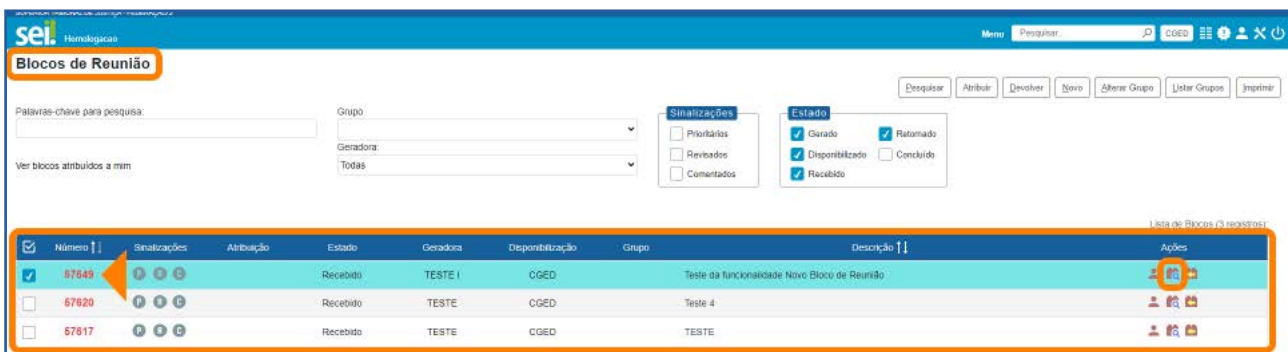 sei!
Homologacao
Menu
Pesquisar...
CGED
Blocos de Reunião
Pesquisar
Atribuir
Devolver
Novo
Alterar Grupo
Listar Grupos
Imprimir
Palavras-chave para pesquisa:
Grupo
Geradora:
Todas
Ver blocos atribuídos a mim
Sinalizações
Prioritários
Revisados
Comentados
Estado
Gerado
Retornado
Disponibilizado
Concluído
Recebido
Lista de Blocos (3 registros):
Número Sinalizações Atribuição Estado Geradora Disponibilização Grupo Descrição Ações
57649 P R C Recebido TESTE I CGED Teste da funcionalidade Novo Bloco de Reunião
57620 P R C Recebido TESTE CGED Teste 4
57617 P R C Recebido TESTE CGED TESTE